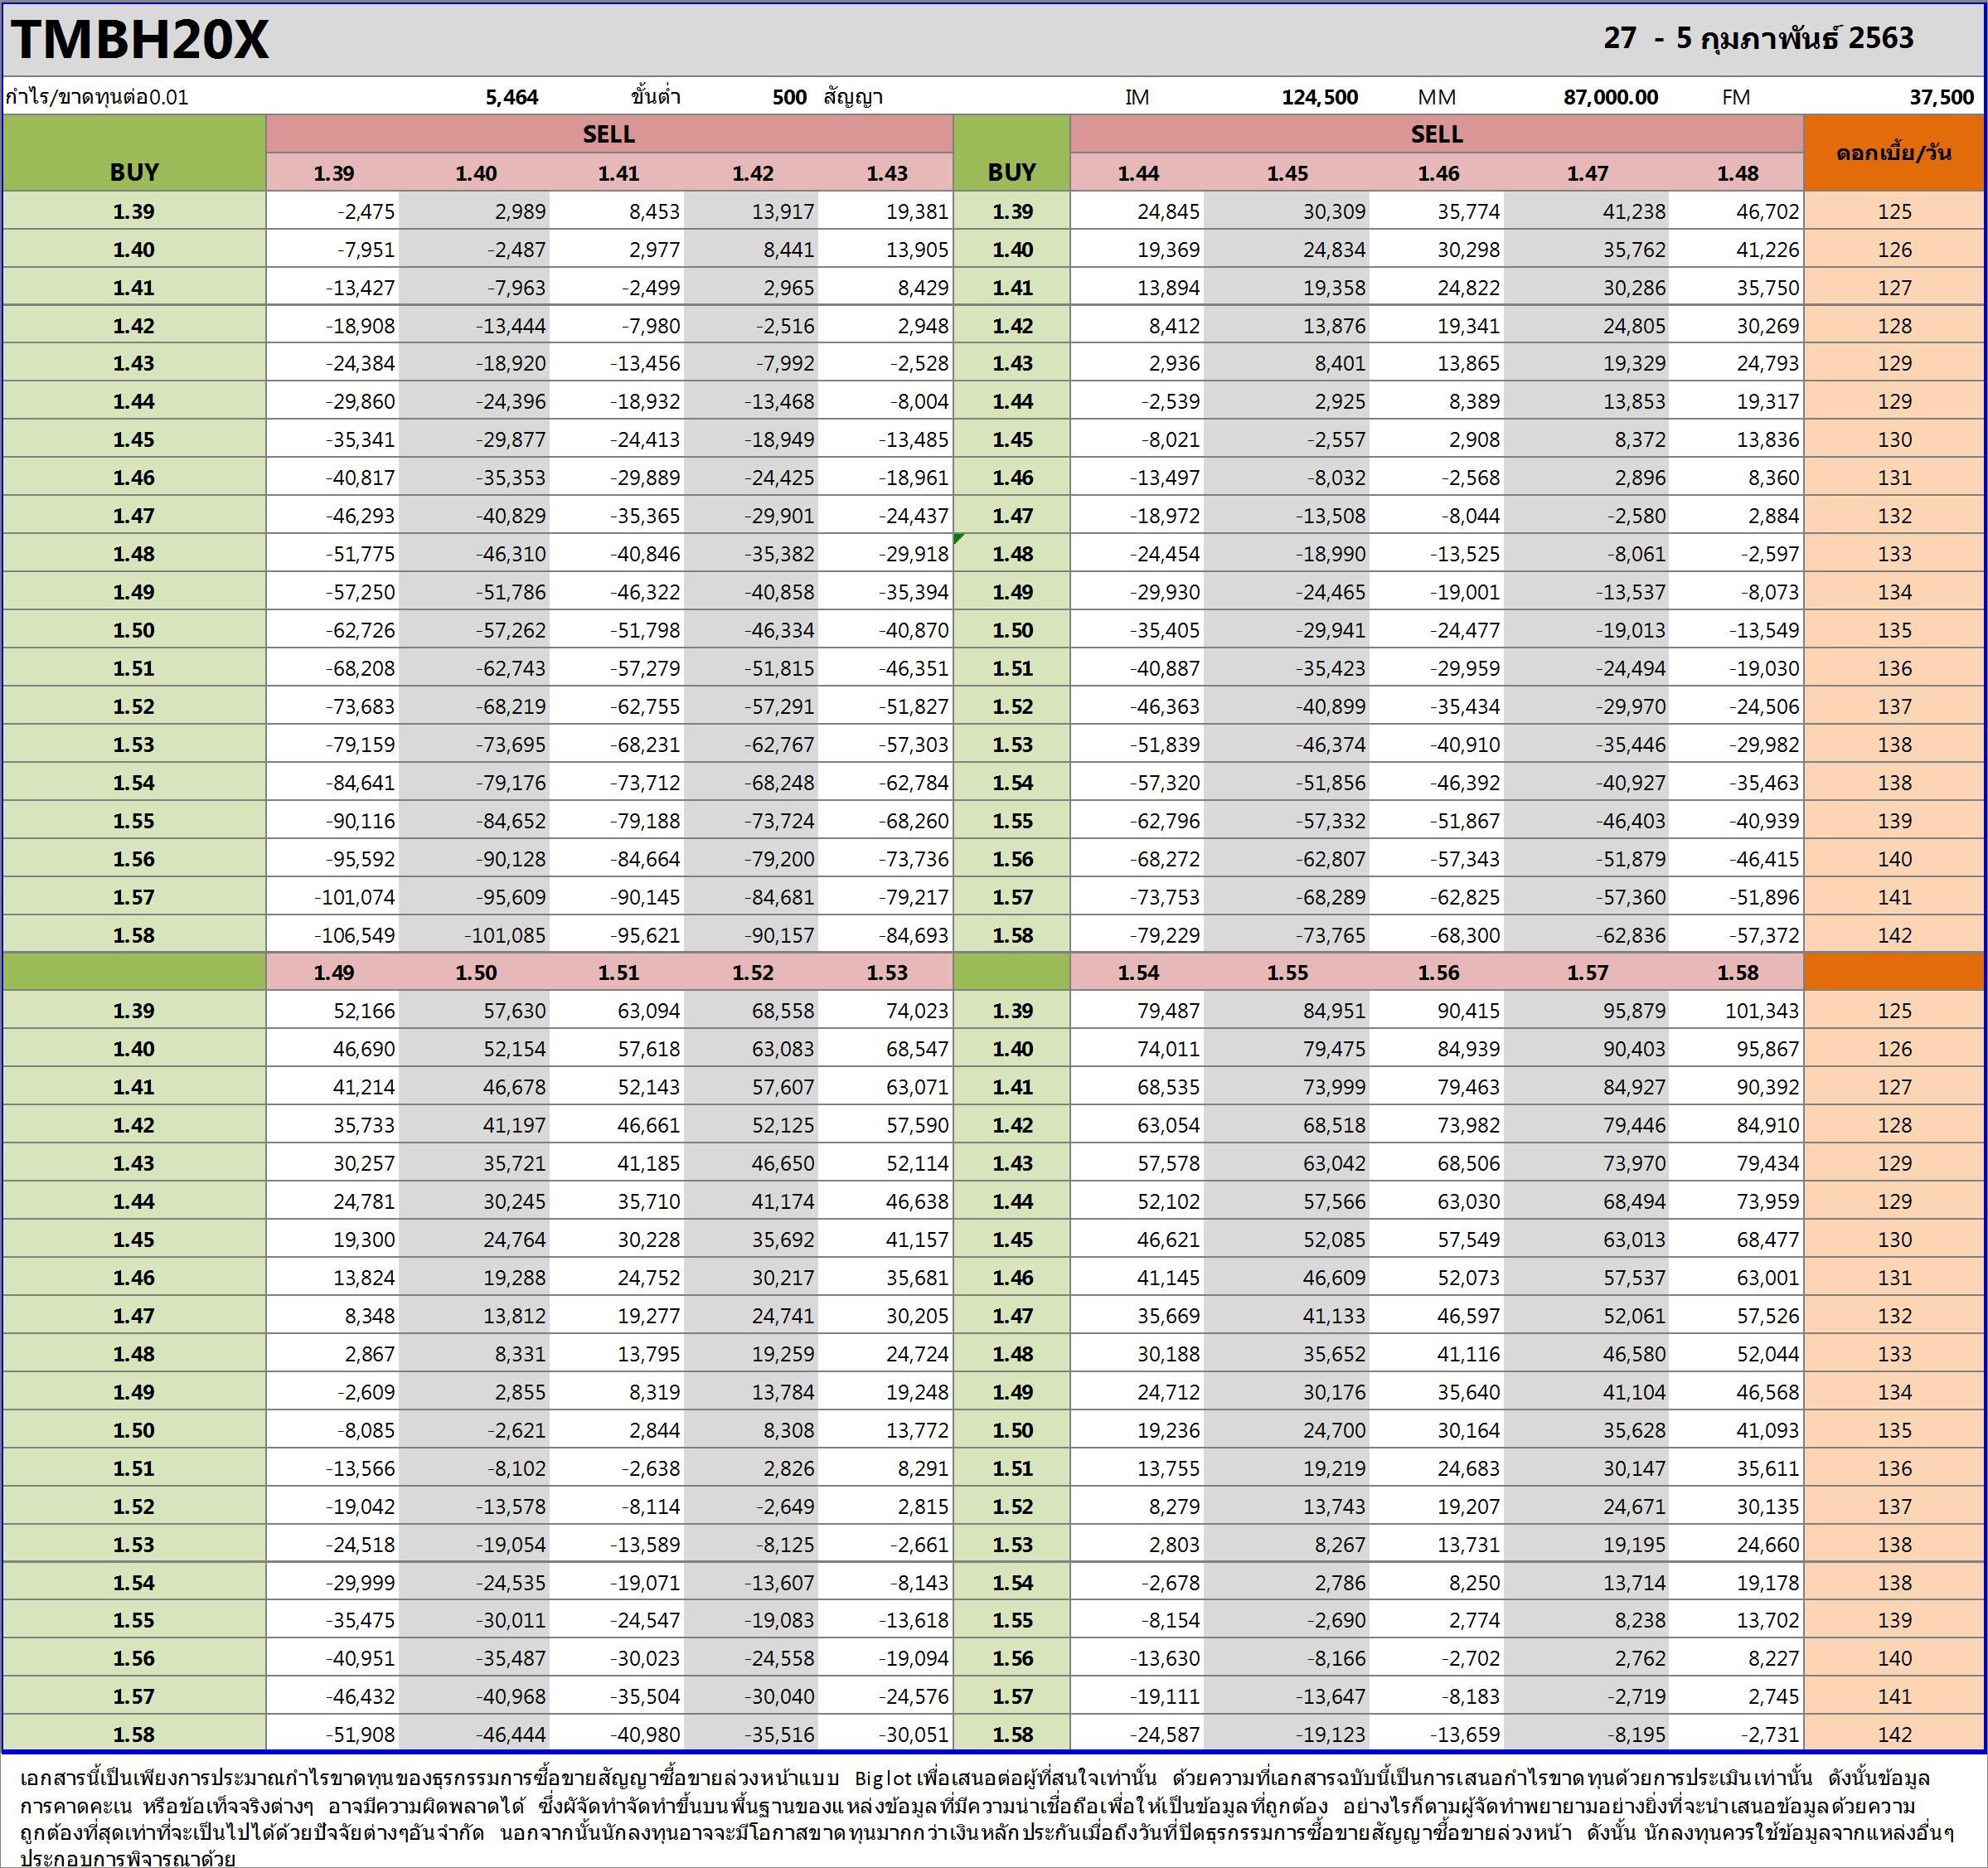 TMBH20X 27 - 5 กุมภาพันธ์ 2563
กำไร/ขาดทุนต่อ0.01 5,464 ขั้นต่ำ 500 สัญญา IM 124,500 MM 87,000.00 FM 37,500
SELL SELL
BUY 1.39 1.40 1.41 1.42 1.43 BUY 1.44 1.45 1.46 1.47 1.48 ดอกเบี้ย/วัน
1.39 -2,475 2,989 8,453 13,917 19,381 1.39 24,845 30,309 35,774 41,238 46,702 125
1.40 -7,951 -2,487 2,977 8,441 13,905 1.40 19,369 24,834 30,298 35,762 41,226 126
1.41 -13,427 -7,963 -2,499 2,965 8,429 1.41 13,894 19,358 24,822 30,286 35,750 127
1.42 -18,908 -13,444 -7,980 -2,516 2,948 1.42 8,412 13,876 19,341 24,805 30,269 128
1.43 -24,384 -18,920 -13,456 -7,992 -2,528 1.43 2,936 8,401 13,865 19,329 24,793 129
1.44 -29,860 -24,396 -18,932 -13,468 -8,004 1.44 -2,539 2,925 8,389 13,853 19,317 129
1.45 -35,341 -29,877 -24,413 -18,949 -13,485 1.45 -8,021 -2,557 2,908 8,372 13,836 130
1.46 -40,817 -35,353 -29,889 -24,425 -18,961 1.46 -13,497 -8,032 -2,568 2,896 8,360 131
1.47 -46,293 -40,829 -35,365 -29,901 -24,437 1.47 -18,972 -13,508 -8,044 -2,580 2,884 132
1.48 -51,775 -46,310 -40,846 -35,382 -29,918 1.48 -24,454 -18,990 -13,525 -8,061 -2,597 133
1.49 -57,250 -51,786 -46,322 -40,858 -35,394 1.49 -29,930 -24,465 -19,001 -13,537 -8,073 134
1.50 -62,726 -57,262 -51,798 -46,334 -40,870 1.50 -35,405 -29,941 -24,477 -19,013 -13,549 135
1.51 -68,208 -62,743 -57,279 -51,815 -46,351 1.51 -40,887 -35,423 -29,959 -24,494 -19,030 136
1.52 -73,683 -68,219 -62,755 -57,291 -51,827 1.52 -46,363 -40,899 -35,434 -29,970 -24,506 137
1.53 -79,159 -73,695 -68,231 -62,767 -57,303 1.53 -51,839 -46,374 -40,910 -35,446 -29,982 138
1.54 -84,641 -79,176 -73,712 -68,248 -62,784 1.54 -57,320 -51,856 -46,392 -40,927 -35,463 138
1.55 -90,116 -84,652 -79,188 -73,724 -68,260 1.55 -62,796 -57,332 -51,867 -46,403 -40,939 139
1.56 -95,592 -90,128 -84,664 -79,200 -73,736 1.56 -68,272 -62,807 -57,343 -51,879 -46,415 140
1.57 -101,074 -95,609 -90,145 -84,681 -79,217 1.57 -73,753 -68,289 -62,825 -57,360 -51,896 141
1.58 -106,549 -101,085 -95,621 -90,157 -84,693 1.58 -79,229 -73,765 -68,300 -62,836 -57,372 142
1.49 1.50 1.51 1.52 1.53 1.54 1.55 1.56 1.57 1.58
1.39 52,166 57,630 63,094 68,558 74,023 1.39 79,487 84,951 90,415 95,879 101,343 125
1.40 46,690 52,154 57,618 63,083 68,547 1.40 74,011 79,475 84,939 90,403 95,867 126
1.41 41,214 46,678 52,143 57,607 63,071 1.41 68,535 73,999 79,463 84,927 90,392 127
1.42 35,733 41,197 46,661 52,125 57,590 1.42 63,054 68,518 73,982 79,446 84,910 128
1.43 30,257 35,721 41,185 46,650 52,114 1.43 57,578 63,042 68,506 73,970 79,434 129
1.44 24,781 30,245 35,710 41,174 46,638 1.44 52,102 57,566 63,030 68,494 73,959 129
1.45 19,300 24,764 30,228 35,692 41,157 1.45 46,621 52,085 57,549 63,013 68,477 130
1.46 13,824 19,288 24,752 30,217 35,681 1.46 41,145 46,609 52,073 57,537 63,001 131
1.47 8,348 13,812 19,277 24,741 30,205 1.47 35,669 41,133 46,597 52,061 57,526 132
1.48 2,867 8,331 13,795 19,259 24,724 1.48 30,188 35,652 41,116 46,580 52,044 133
1.49 -2,609 2,855 8,319 13,784 19,248 1.49 24,712 30,176 35,640 41,104 46,568 134
1.50 -8,085 -2,621 2,844 8,308 13,772 1.50 19,236 24,700 30,164 35,628 41,093 135
1.51 -13,566 -8,102 -2,638 2,826 8,291 1.51 13,755 19,219 24,683 30,147 35,611 136
1.52 -19,042 -13,578 -8,114 -2,649 2,815 1.52 8,279 13,743 19,207 24,671 30,135 137
1.53 -24,518 -19,054 -13,589 -8,125 -2,661 1.53 2,803 8,267 13,731 19,195 24,660 138
1.54 -29,999 -24,535 -19,071 -13,607 -8,143 1.54 -2,678 2,786 8,250 13,714 19,178 138
1.55 -35,475 -30,011 -24,547 -19,083 -13,618 1.55 -8,154 -2,690 2,774 8,238 13,702 139
1.56 -40,951 -35,487 -30,023 -24,558 -19,094 1.56 -13,630 -8,166 -2,702 2,762 8,227 140
1.57 -46,432 -40,968 -35,504 -30,040 -24,576 1.57 -19,111 -13,647 -8,183 -2,719 2,745 141
1.58 -51,908 -46,444 -40,980 -35,516 -30,051 1.58 -24,587 -19,123 -13,659 -8,195 -2,731 142
เอกสารนี้เป็นเพียงการประมาณกำไรขาดทุนของธุรกรรมการซื้อขายสัญญาซื้อขายล่วงหน้าแบบ Biglot เพื่อเสนอต่อผู้ที่สนใจเท่านั้น ด้วยความที่เอกสารฉบับนี้เป็นการเสนอกำไรขาดทุนด้วยการประเมินเท่านั้น ดังนั้นข้อมูล
การคาดคะเน หรือข้อเท็จจริงต่างๆ อาจมีความผิดพลาดได้ ซึ่งผัจัดทำจัดทำขึ้นบนพื้นฐานของแหล่งข้อมูลที่มีความน่าเชื่อถือเพื่อให้เป็นข้อมูลที่ถูกต้อง อย่างไรก็ตามผู้จัดทำพยายามอย่างยิ่งที่จะนำเสนอข้อมูลด้วยความ
ถูกต้องที่สุดเท่าที่จะเป็นไปได้ด้วยปัจจัยต่างๆอันจำกัด นอกจากนั้นนักลงทุนอาจจะมีโอกาสขาดทุนมากกว่าเงินหลักประกันเมื่อถึงวันที่ปิดธุรกรรมการซื้อขายสัญญาซื้อขายล่วงหน้า ดังนั้น นักลงทุนควรใช้ข้อมูลจากแหล่งอื่นๆ
ประกอบการพิจารณาด้วย